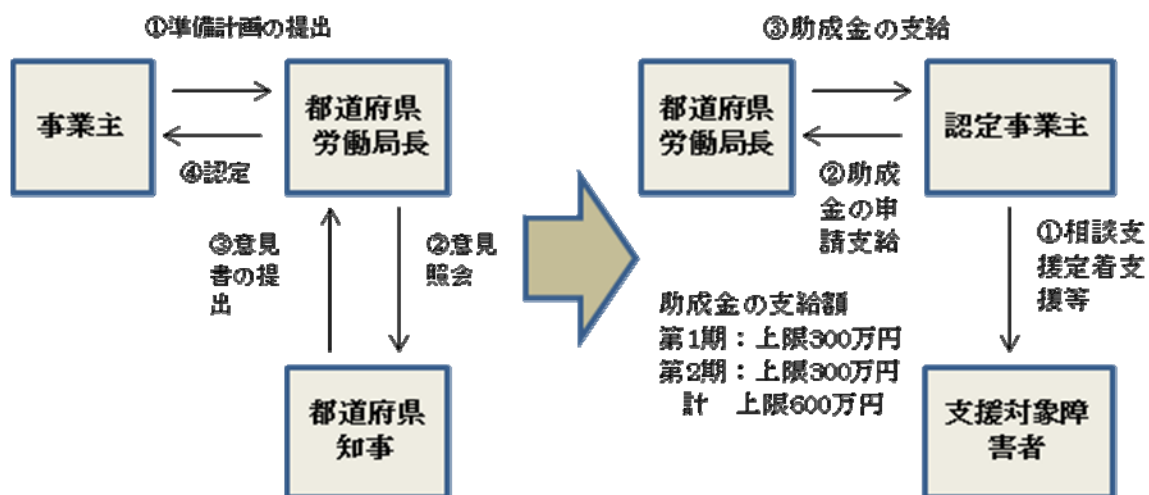 ①準備計画の提出
事業主
都道府県
労働局長
④認定
③意見
書の提
出
②意見
照会
都道府県
知事
③助成金の支給
都道府県
労働局長
認定事業主
②助成
金の申
請支給
①相談支
援定着支
援等
助成金の支給額
第1期：上限300万円
第2期：上限300万円
計　上限600万円
支援対象障
害者